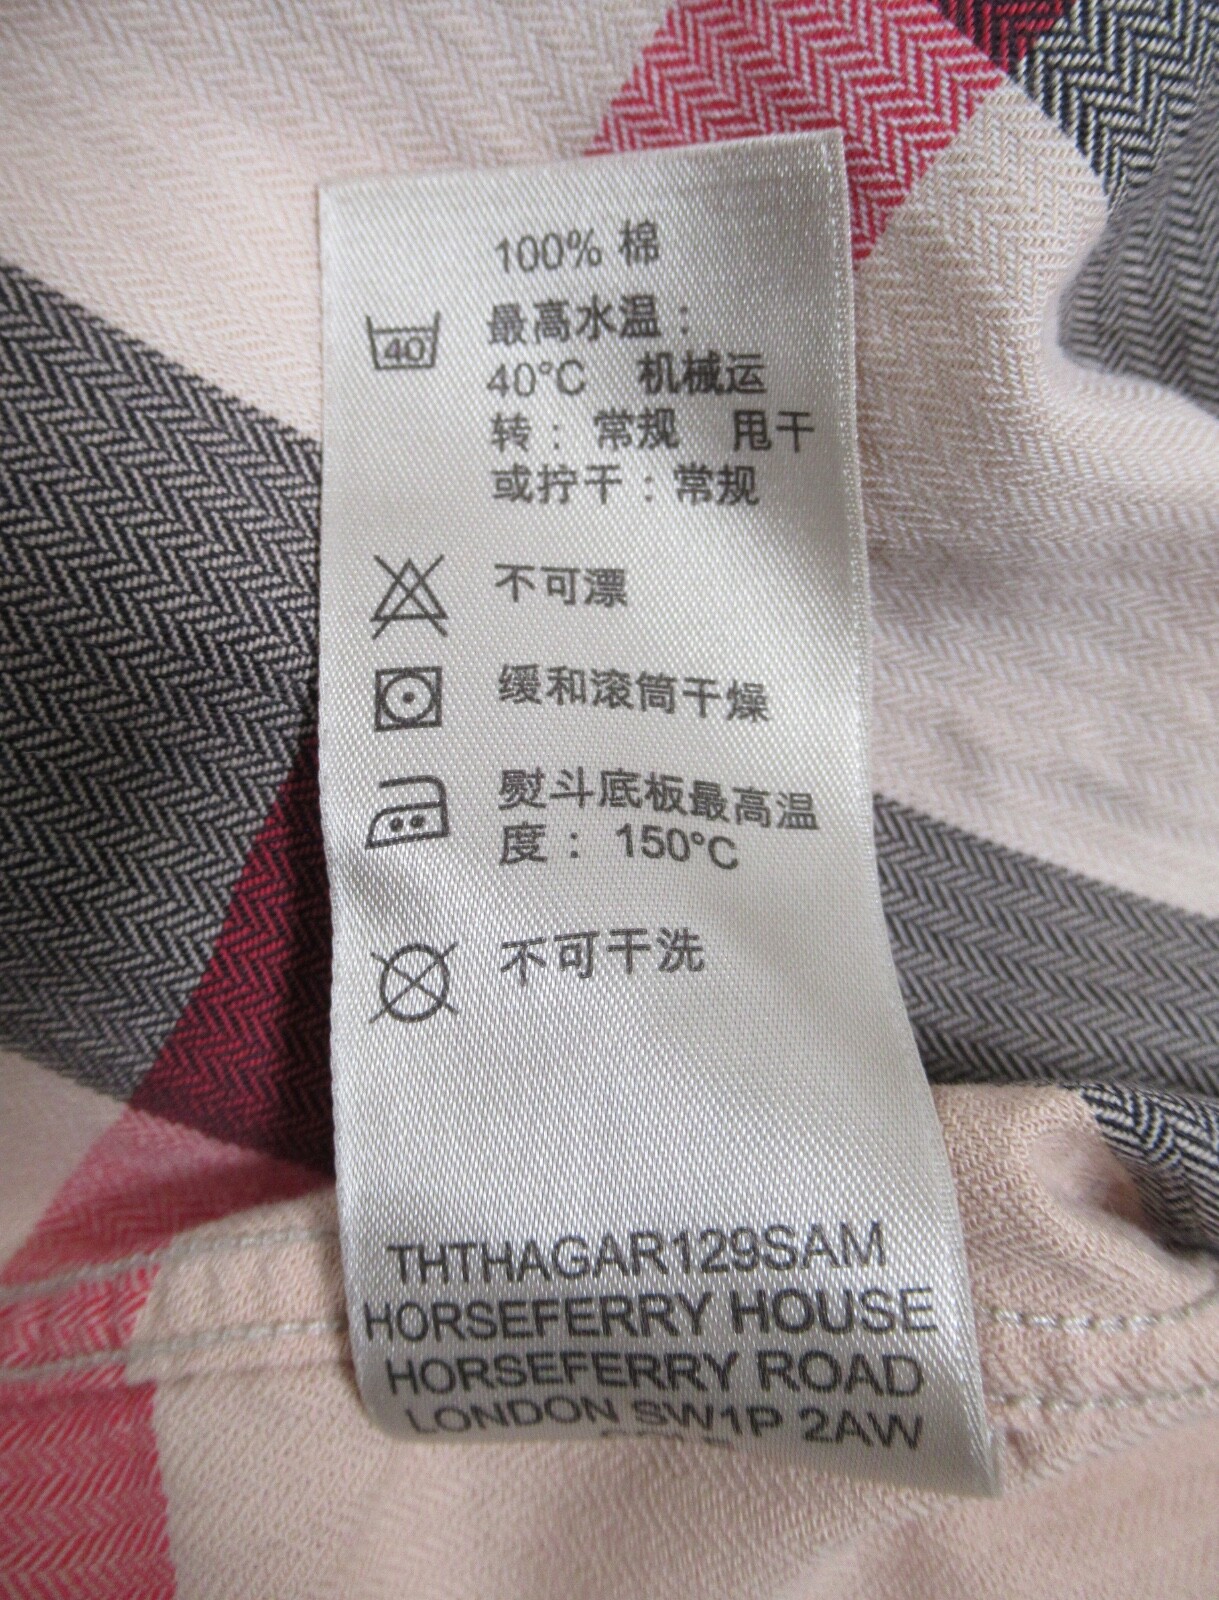 100% 棉
40
最高水温：
40°C 机械运
转： 常规 甩干
或拧干：常规
不可漂
缓和滚筒干燥
熨斗底板最高温
度： 150°C
不可干洗
THTHAGAR129SAM
HORSEFERRY HOUSE
HORSEFERRY ROAD
LONDON SW1P 2AW